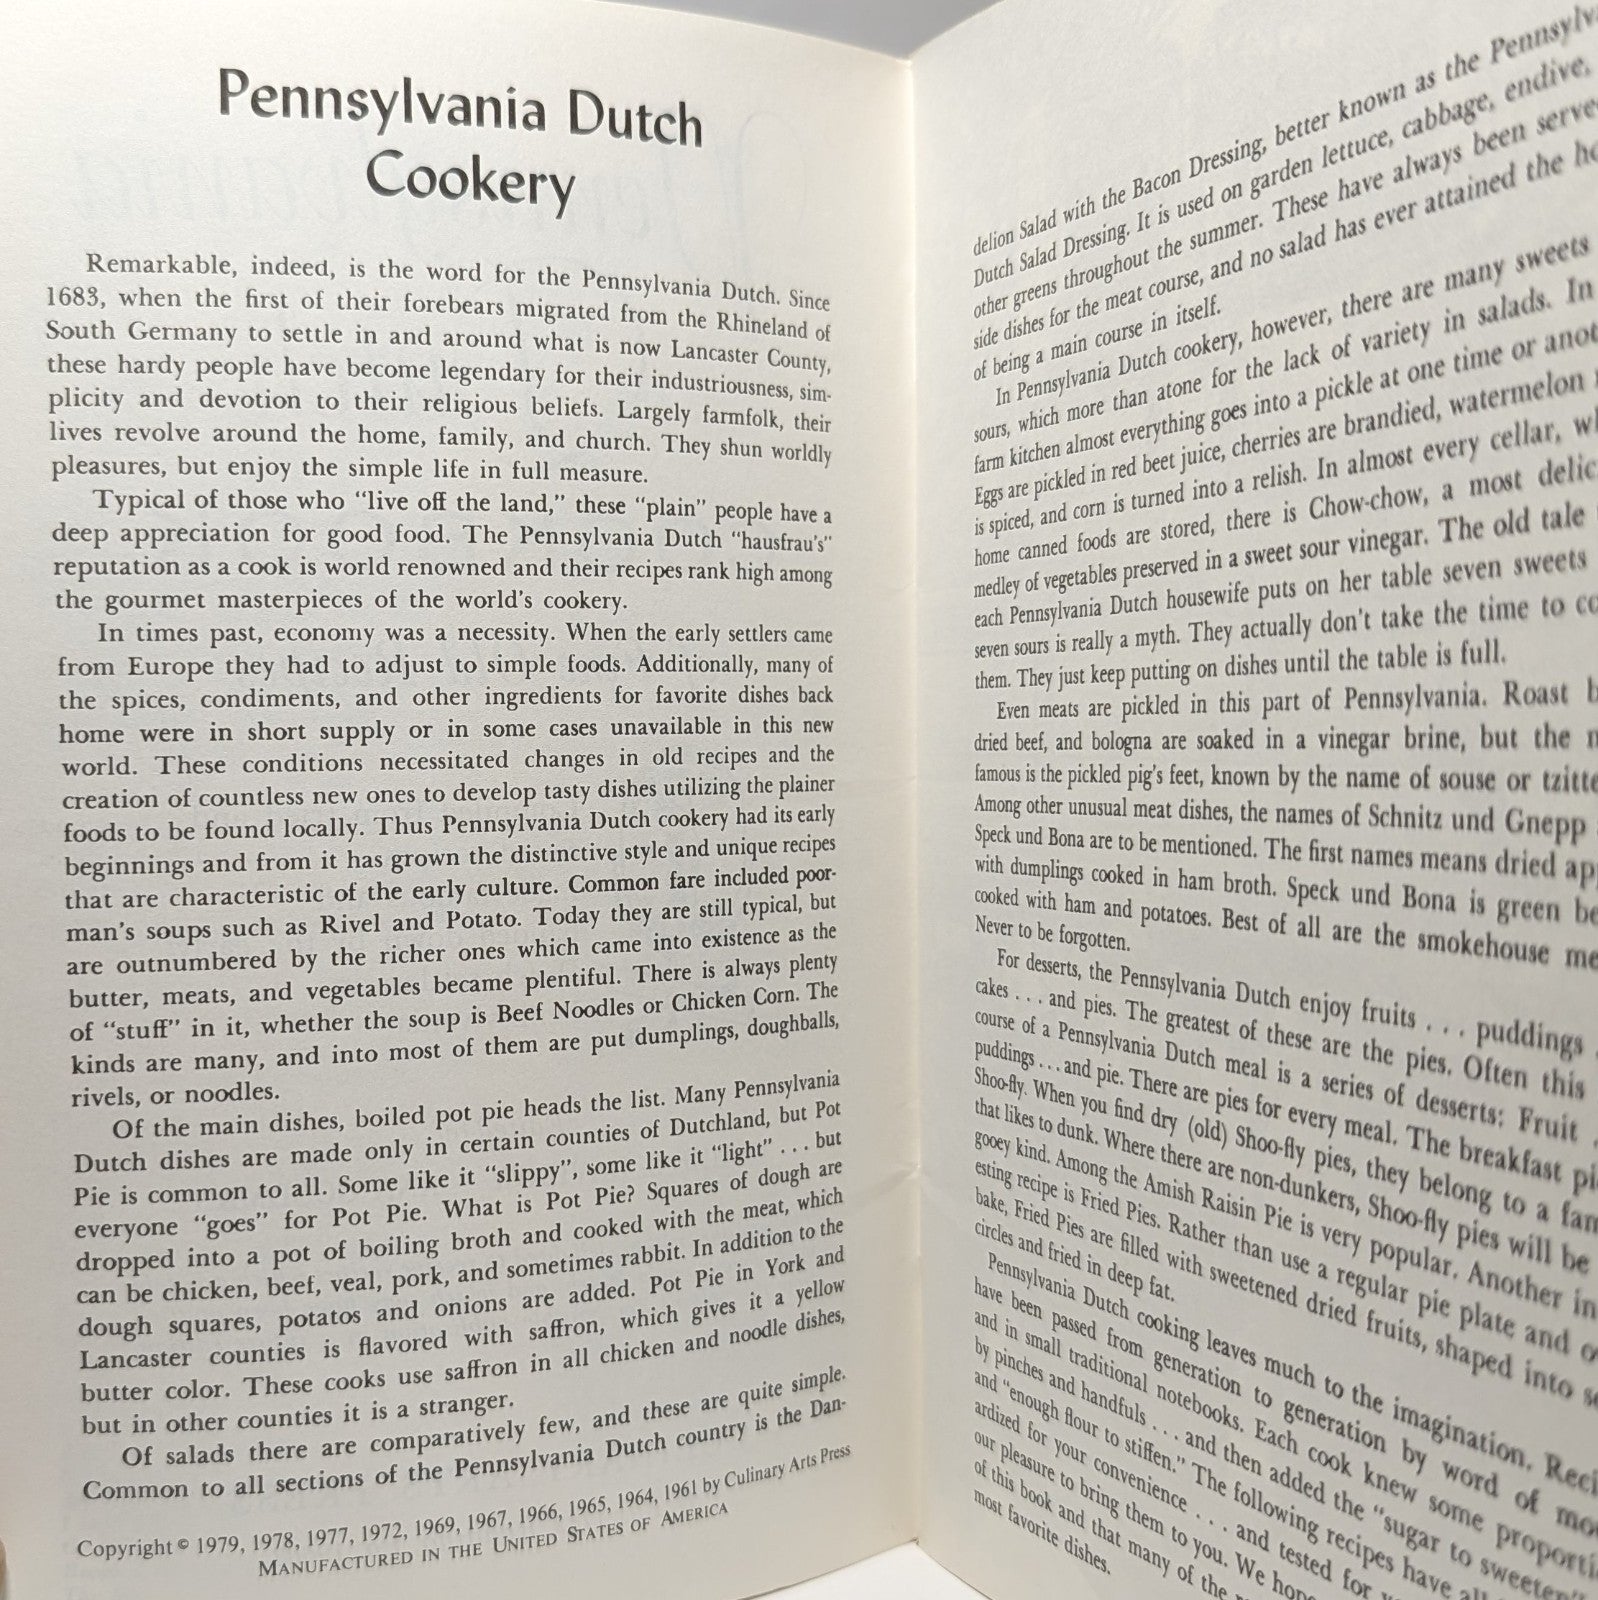 Pennsylvania Dutch
Cookery
Remarkable, indeed, is the word for the Pennsylvania Dutch. Since
1683, when the first of their forebears migrated from the Rhineland of
South Germany to settle in and around what is now Lancaster County,
these hardy people have become legendary for their industriousness, sim-
plicity and devotion to their religious beliefs. Largely farmfolk, their
lives revolve around the home, family, and church. They shun worldly
pleasures, but enjoy the simple life in full measure.
Typical of those who "live off the land," these "plain" people have a
deep appreciation for good food. The Pennsylvania Dutch "hausfrau's"
reputation as a cook is world renowned and their recipes rank high among
the gourmet masterpieces of the world's cookery.
In times past, economy was a necessity. When the early settlers came
from Europe they had to adjust to simple foods. Additionally, many of
the spices, condiments, and other ingredients for favorite dishes back
home were in short supply or in some cases unavailable in this new
world. These conditions necessitated changes in old recipes and the
creation of countless new ones to develop tasty dishes utilizing the plainer
foods to be found locally. Thus Pennsylvania Dutch cookery had its early
beginnings and from it has grown the distinctive style and unique recipes
that are characteristic of the early culture. Common fare included poor-
man's soups such as Rivel and Potato. Today they are still typical, but
are outnumbered by the richer ones which came into existence as the
butter, meats, and vegetables became plentiful. There is always plenty
of "stuff" in it, whether the soup is Beef Noodles or Chicken Corn. The
kinds are many, and into most of them are put dumplings, doughballs,
rivels, or noodles.
Of the main dishes, boiled pot pie heads the list. Many Pennsylvania
Dutch dishes are made only in certain counties of Dutchland, but Pot
Pie is common to all. Some like it "slippy", some like it "light" . . . but
everyone "goes" for Pot Pie. What is Pot Pie? Squares of dough are
dropped into a pot of boiling broth and cooked with the meat, which
can be chicken, beef, veal, pork, and sometimes rabbit. In addition to the
dough squares, potatos and onions are added. Pot Pie in York and
Lancaster counties is flavored with saffron, which gives it a yellow
butter color. These cooks use saffron in all chicken and noodle dishes,
but in other counties it is a stranger.
Of salads there are comparatively few, and these are quite simple.
Common to all sections of the Pennsylvania Dutch country is the Dan-
Copyright © 1979, 1978, 1977, 1972, 1969, 1967, 1966, 1965, 1964, 1961 by Culinary Arts Press
MANUFACTURED IN THE UNITED STATES OF AMERICA
delion Salad with the Bacon Dressing, better known as the
Dutch Salad Dressing. It is used on garden lettuce, cabbage, endive,
other greens throughout the summer. These have always been
side dishes for the meat course, and no salad has ever attained the
of being a main course in itself.
In Pennsylvania Dutch cookery, however, there are many sweets
sours, which more than atone for the lack of variety in salads. In
farm kitchen almost everything goes into a pickle at one time or
Eggs are pickled in red beet juice, cherries are brandied, watermelon
is spiced, and corn is turned into a relish. In almost every cellar,
home canned foods are stored, there is Chow-chow, a most
medley of vegetables preserved in a sweet sour vinegar. The old tale
each Pennsylvania Dutch housewife puts on her table seven sweets
seven sours is really a myth. They actually don't take the time to
them. They just keep putting on dishes until the table is full.
Even meats are pickled in this part of Pennsylvania. Roast
dried beef, and bologna are soaked in a vinegar brine, but the
famous is the pickled pig's feet, known by the name of souse or
Among other unusual meat dishes, the names of Schnitz und Gnepp
Speck und Bona are to be mentioned. The first names means dried
with dumplings cooked in ham broth. Speck und Bona is green
cooked with ham and potatoes. Best of all are the smokehouse
Never to be forgotten.
For desserts, the Pennsylvania Dutch enjoy fruits . . . puddings
cakes . . . and pies. The greatest of these are the pies. Often this
course of a Pennsylvania Dutch meal is a series of desserts: Fruit
puddings . . . and pie. There are pies for every meal. The breakfast
Shoo-fly. When you find dry (old) Shoo-fly pies, they belong to a
that likes to dunk. Where there are non-dunkers, Shoo-fly pies will be
gooey kind. Among the Amish Raisin Pie is very popular. Another
esting recipe is Fried Pies. Rather than use a regular pie plate and
bake, Fried Pies are filled with sweetened dried fruits, shaped into
circles and fried in deep fat.
Pennsylvania Dutch cooking leaves much to the imagination.
have been passed from generation to generation by word of
and in small traditional notebooks. Each cook knew some
by pinches and handfuls . . . and then added the "sugar to sweeten"
and "enough flour to stiffen." The following recipes have
ardized for your convenience . . . and tested for
our pleasure to bring them to you. We
of this book and that many of the
most favorite dishes.